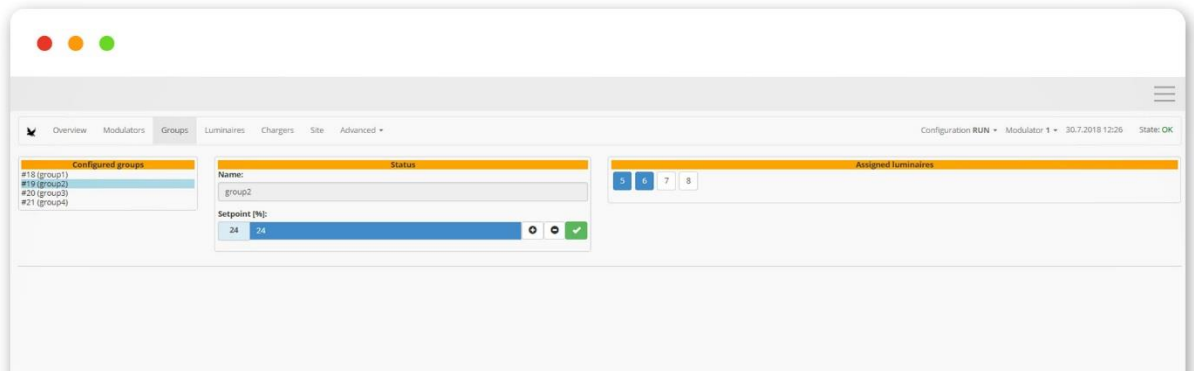 Overview Modulators Groups Luminaires Chargers Site Advanced Configuration RUN Modulator 1 30.7.2018 12:26 State: OK
Configured groups
#18 (group1)
#19 (group2)
#20 (group3)
#21 (group4)
Status
Name:
group2
Setpoint [%]:
24 24
Assigned luminaires
5 6 7 8